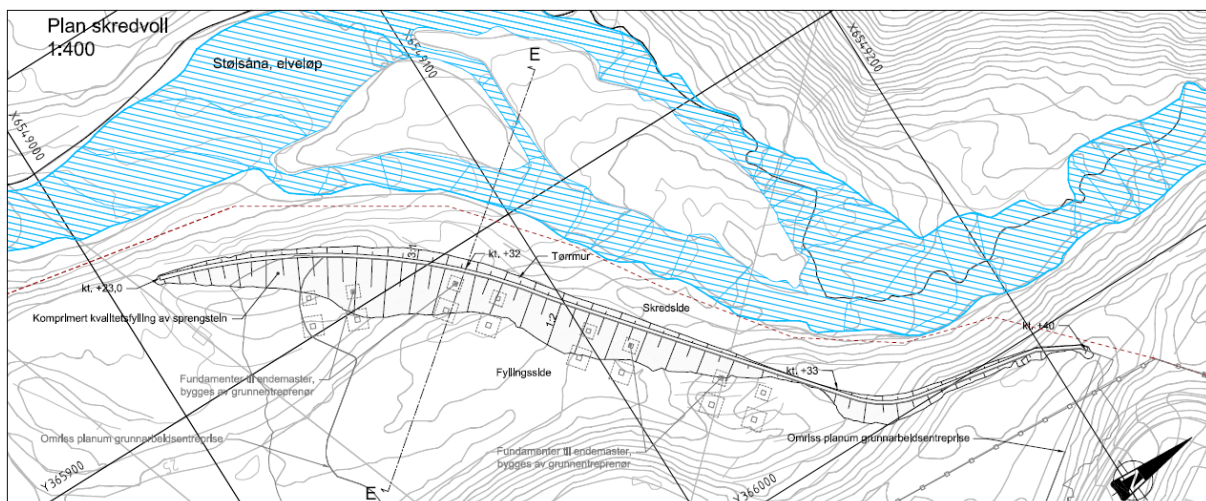 Plan skredvoll
1:400
Stølsåna, elveløp
E
X6549100
X6549200
X6549000
3:1
kt. +32
Tørrmur
kt. +23,0
Komprimert kvalitetsfylling av sprengstein
Skredside
1:2
kt. +40
Fyllingsside
kt. +33
Fundamenter til endemaster,
bygges av grunnentreprenør
Omriss planum grunnarbeidsentreprise
Omriss planum grunnarbeidsentreprise
Fundamenter til endemaster,
bygges av grunnentreprenør
Y365900
E
Y366000
N